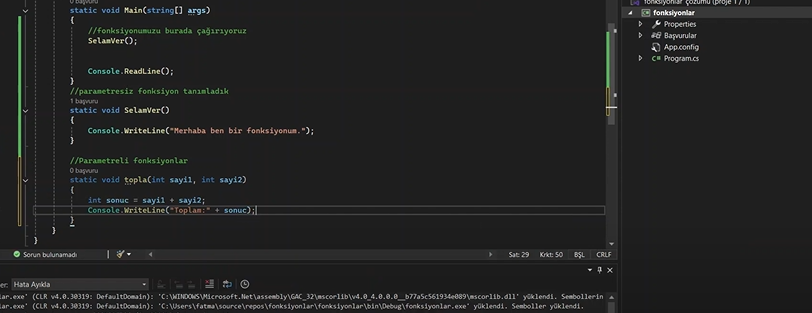 0 başvuru
static void Main(string[] args)
{
//fonksiyonumuzu burada çağırıyoruz
SelamVer();
Console.ReadLine();
}
//parametresiz fonksiyon tanımladık
1 başvuru
static void SelamVer()
{
Console.WriteLine("Merhaba ben bir fonksiyonum.");
}
//Parametreli fonksiyonlar
0 başvuru
static void topla(int sayi1, int sayi2)
{
int sonuc = sayi1 + sayi2;
Console.WriteLine("Toplam:" + sonuc);
}
}
}
Sorun bulunamadı
Sat: 29 Krkt: 50 BŞL CRLF
er: Hata Ayıkla
lar.exe' (CLR v4.0.30319: DefaultDomain): 'C:\WINDOWS\Microsoft.Net\assembly\GAC_32\mscorlib\v4.0_4.0.0.0__b77a5c561934e089\mscorlib.dll' yüklendi. Sembollerin
lar.exe' (CLR v4.0.30319: DefaultDomain): 'C:\Users\fatma\source\repos\fonksiyonlar\fonksiyonlar\bin\Debug\fonksiyonlar.exe' yüklendi. Semboller yüklendi.
fonksiyonlar çözümü (proje 1 / 1)
fonksiyonlar
Properties
Başvurular
App.config
C# Program.cs